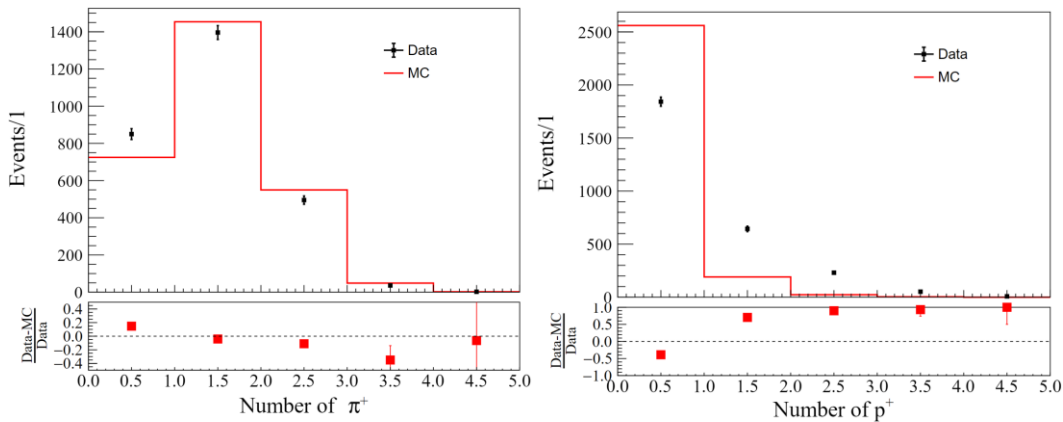 1400
1200
1000
800
600
400
200
0
Events/1
Data
MC
0.4
0.2
0.0
−0.2
−0.4
Data-MC
Data
0.0 0.5 1.0 1.5 2.0 2.5 3.0 3.5 4.0 4.5 5.0
Number of π⁺
2500
2000
1500
1000
500
0
Events/1
Data
MC
1.0
0.5
0.0
−0.5
−1.0
Data-MC
Data
0.0 0.5 1.0 1.5 2.0 2.5 3.0 3.5 4.0 4.5 5.0
Number of p⁺